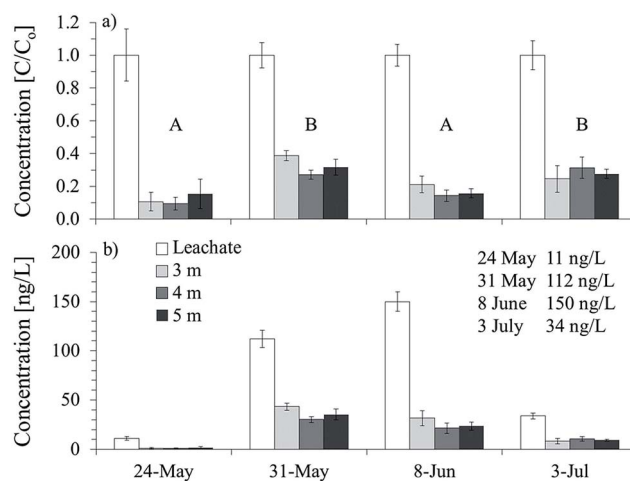 a)
Concentration [C/Co]
1.2
1.0
0.8
0.6
0.4
0.2
0.0
A
B
A
B
b)
Concentration [ng/L]
200
150
100
50
0
Leachate
3 m
4 m
5 m
24 May 11 ng/L
31 May 112 ng/L
8 June 150 ng/L
3 July 34 ng/L
24-May
31-May
8-Jun
3-Jul